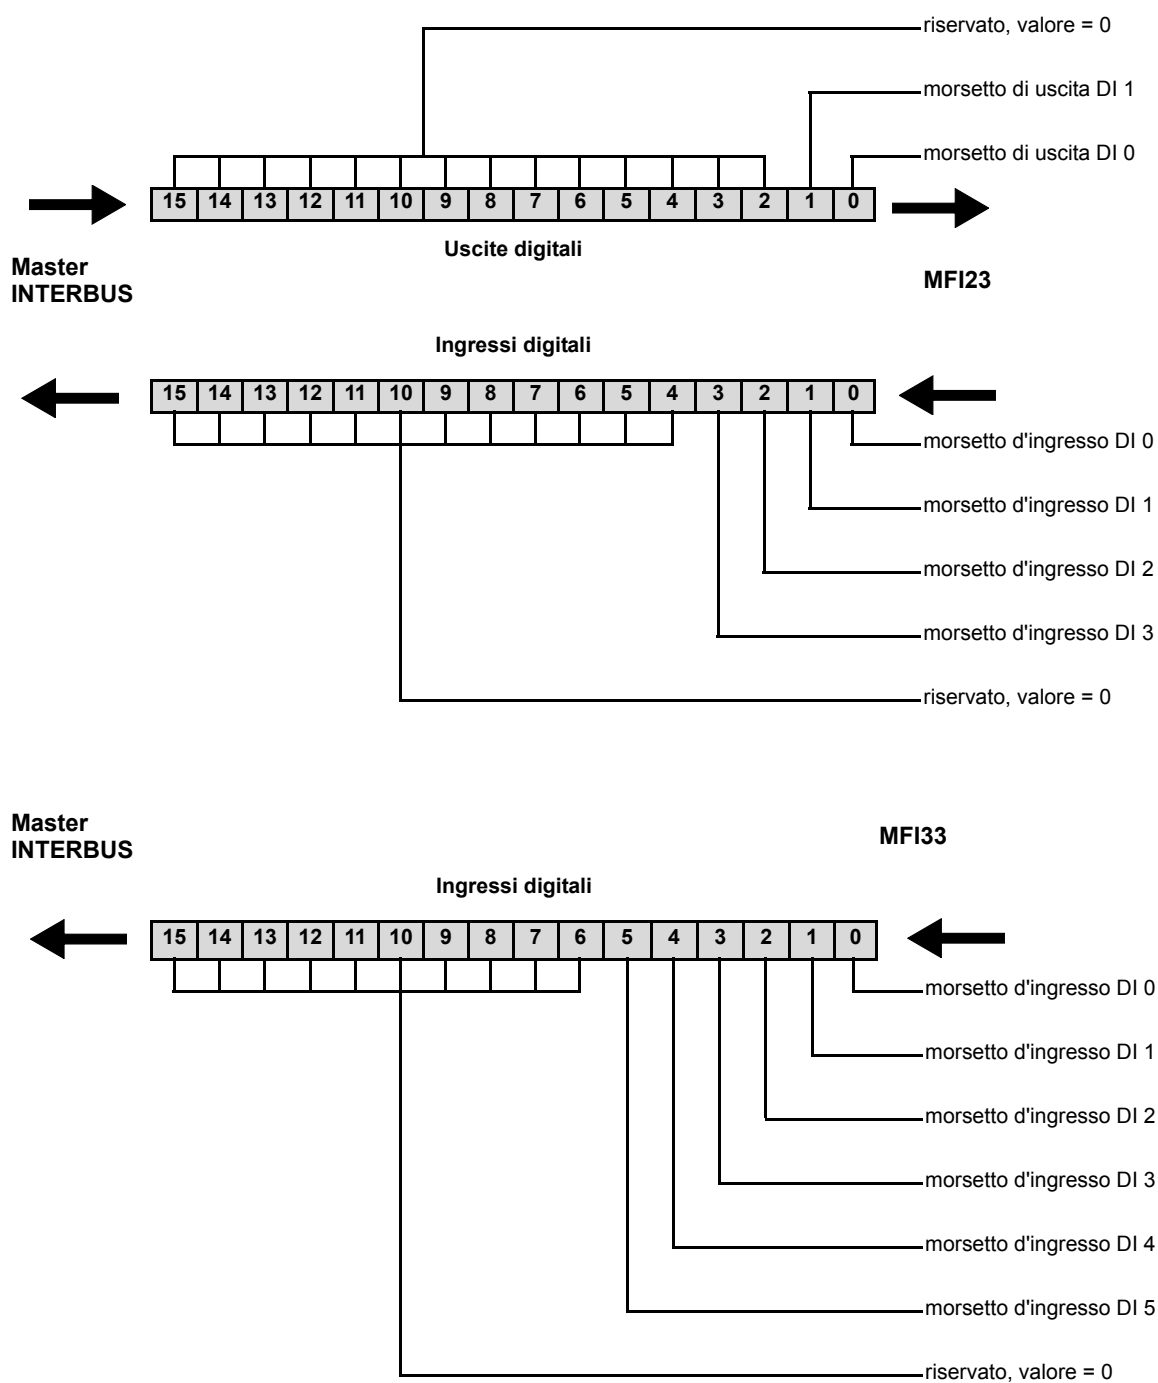 riservato, valore = 0
morsetto di uscita DI 1
morsetto di uscita DI 0
15 14 13 12 11 10 9 8 7 6 5 4 3 2 1 0
Uscite digitali
Master
INTERBUS
MFI23
Ingressi digitali
15 14 13 12 11 10 9 8 7 6 5 4 3 2 1 0
morsetto d'ingresso DI 0
morsetto d'ingresso DI 1
morsetto d'ingresso DI 2
morsetto d'ingresso DI 3
riservato, valore = 0
Master
INTERBUS
MFI33
Ingressi digitali
15 14 13 12 11 10 9 8 7 6 5 4 3 2 1 0
morsetto d'ingresso DI 0
morsetto d'ingresso DI 1
morsetto d'ingresso DI 2
morsetto d'ingresso DI 3
morsetto d'ingresso DI 4
morsetto d'ingresso DI 5
riservato, valore = 0